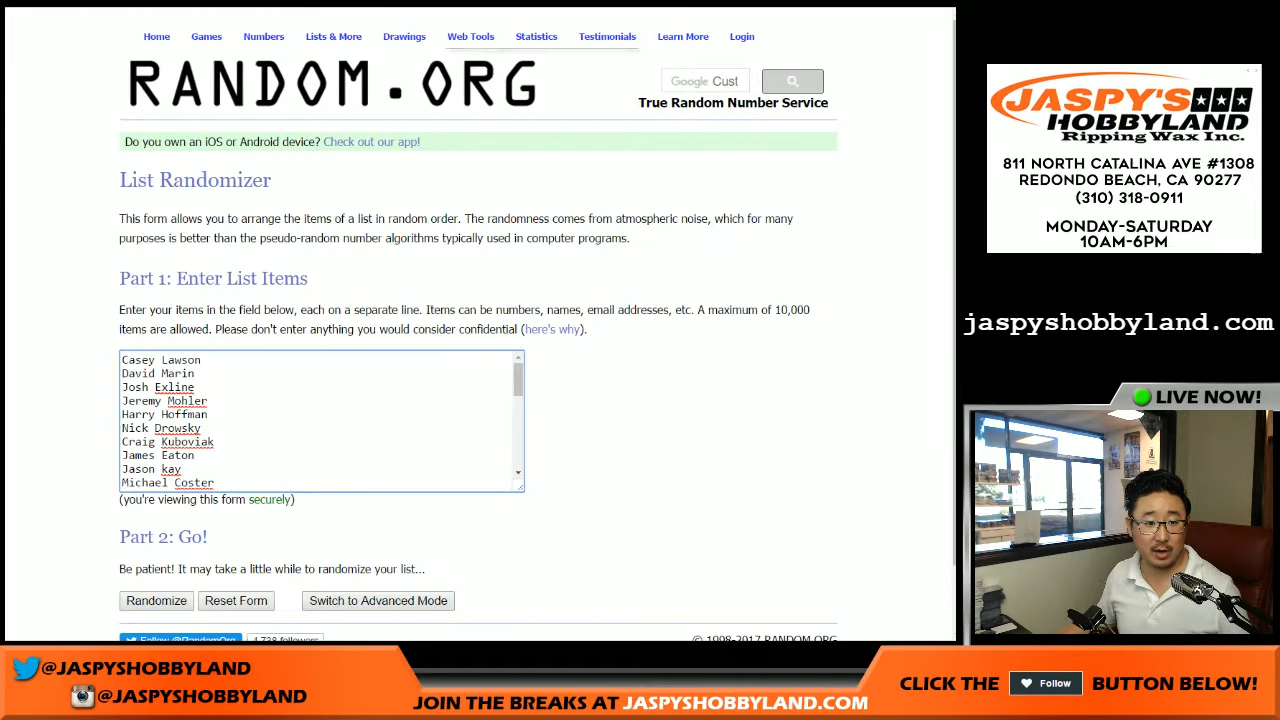 Home Games Numbers Lists & More Drawings Web Tools Statistics Testimonials Learn More Login
RANDOM.ORG
Google Cust
True Random Number Service
Do you own an iOS or Android device? Check out our app!
List Randomizer
This form allows you to arrange the items of a list in random order. The randomness comes from atmospheric noise, which for many
purposes is better than the pseudo-random number algorithms typically used in computer programs.
Part 1: Enter List Items
Enter your items in the field below, each on a separate line. Items can be numbers, names, email addresses, etc. A maximum of 10,000
items are allowed. Please don't enter anything you would consider confidential (here's why).
Casey Lawson
David Marin
Josh Exline
Jeremy Mohler
Harry Hoffman
Nick Drowsky
Craig Kuboviak
James Eaton
Jason kay
Michael Coster
(you're viewing this form securely)
Part 2: Go!
Be patient! It may take a little while to randomize your list...
Randomize Reset Form Switch to Advanced Mode
Follow @RandomOrg 4,738 followers
© 1998-2017 RANDOM.ORG
JASPY'S
HOBBYLAND
Ripping Wax Inc.
811 NORTH CATALINA AVE #1308
REDONDO BEACH, CA 90277
(310) 318-0911
MONDAY-SATURDAY
10AM-6PM
jaspyshobbyland.com
LIVE NOW!
@JASPYSHOBBYLAND
@JASPYSHOBBYLAND
JOIN THE BREAKS AT JASPYSHOBBYLAND.COM
CLICK THE Follow BUTTON BELOW!